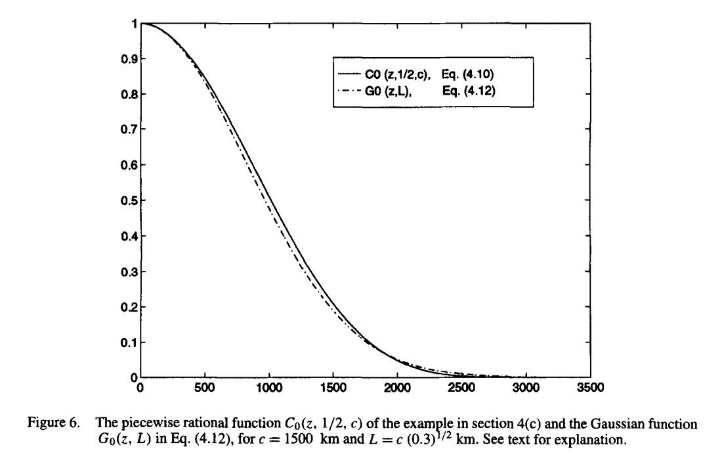 1
0.9
0.8
0.7
0.6
0.5
0.4
0.3
0.2
0.1
0
C0 (z,1/2,c), Eq. (4.10)
G0 (z,L), Eq. (4.12)
0 500 1000 1500 2000 2500 3000 3500
Figure 6. The piecewise rational function C₀(z, 1/2, c) of the example in section 4(c) and the Gaussian function
G₀(z, L) in Eq. (4.12), for c = 1500 km and L = c (0.3)^1/2 km. See text for explanation.